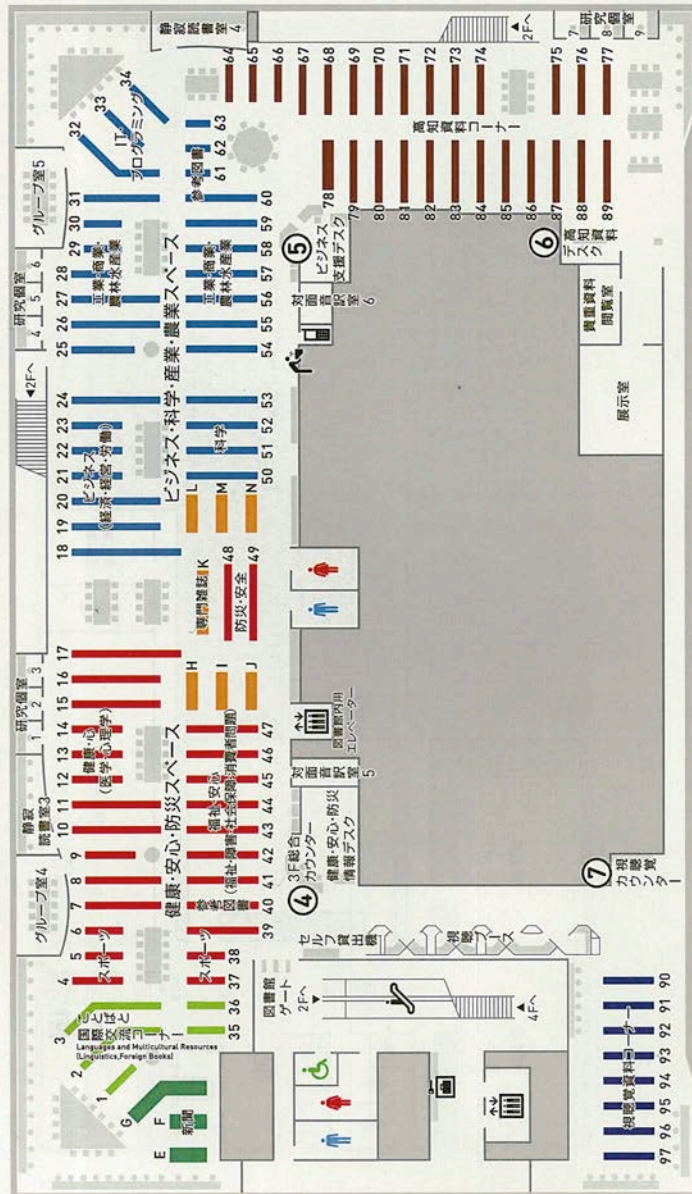 静寂読書室3
静寂
読書室4
グループ室4
グループ室5
研究個室
1
2
3
研究個室
4
5
6
研究個室
7
8
9
◀2Fへ
▲2Fへ
E
F
G
新聞
1
2
3
ことばと
国際交流コーナー
Languages and Multicultural Resources
(Linguistics,Foreign Books)
35
36
4
5
6
スポーツ
スポーツ
37
38
39
7
8
9
10
11
12
13
14
15
16
17
健康・心
(医学・心理学)
健康・安心・防災スペース
参考図書
福祉・安心
(福祉・障害・社会保障・消費者問題)
40
41
42
43
44
45
46
47
H
I
J
専門雑誌
K
48
防災・安全
49
L
M
N
18
19
20
21
22
23
24
ビジネス
(経済・経営・労働)
ビジネス・科学・産業・農業スペース
科学
50
51
52
53
25
26
27
28
29
30
31
工業・商業・
農林水産業
工業・商業・
農林水産業
54
55
56
57
58
59
60
32
33
34
IT・
プログラミング
参考図書
61
62
63
64
65
66
67
68
69
70
71
72
73
74
75
76
77
高知資料コーナー
78
79
80
81
82
83
84
85
86
87
88
89
④
3F総合
カウンター
健康・安心・防災
情報デスク
対面音訳室5
図書館内用
エレベーター
対面音訳室6
⑤
ビジネス
支援デスク
⑥
高知資料
デスク
貴重資料
閲覧室
展示室
⑦
視聴覚
カウンター
セルフ貸出機
視聴ブース
図書館
ゲート
2Fへ
4Fへ
視聴覚資料コーナー
90
91
92
93
94
95
96
97